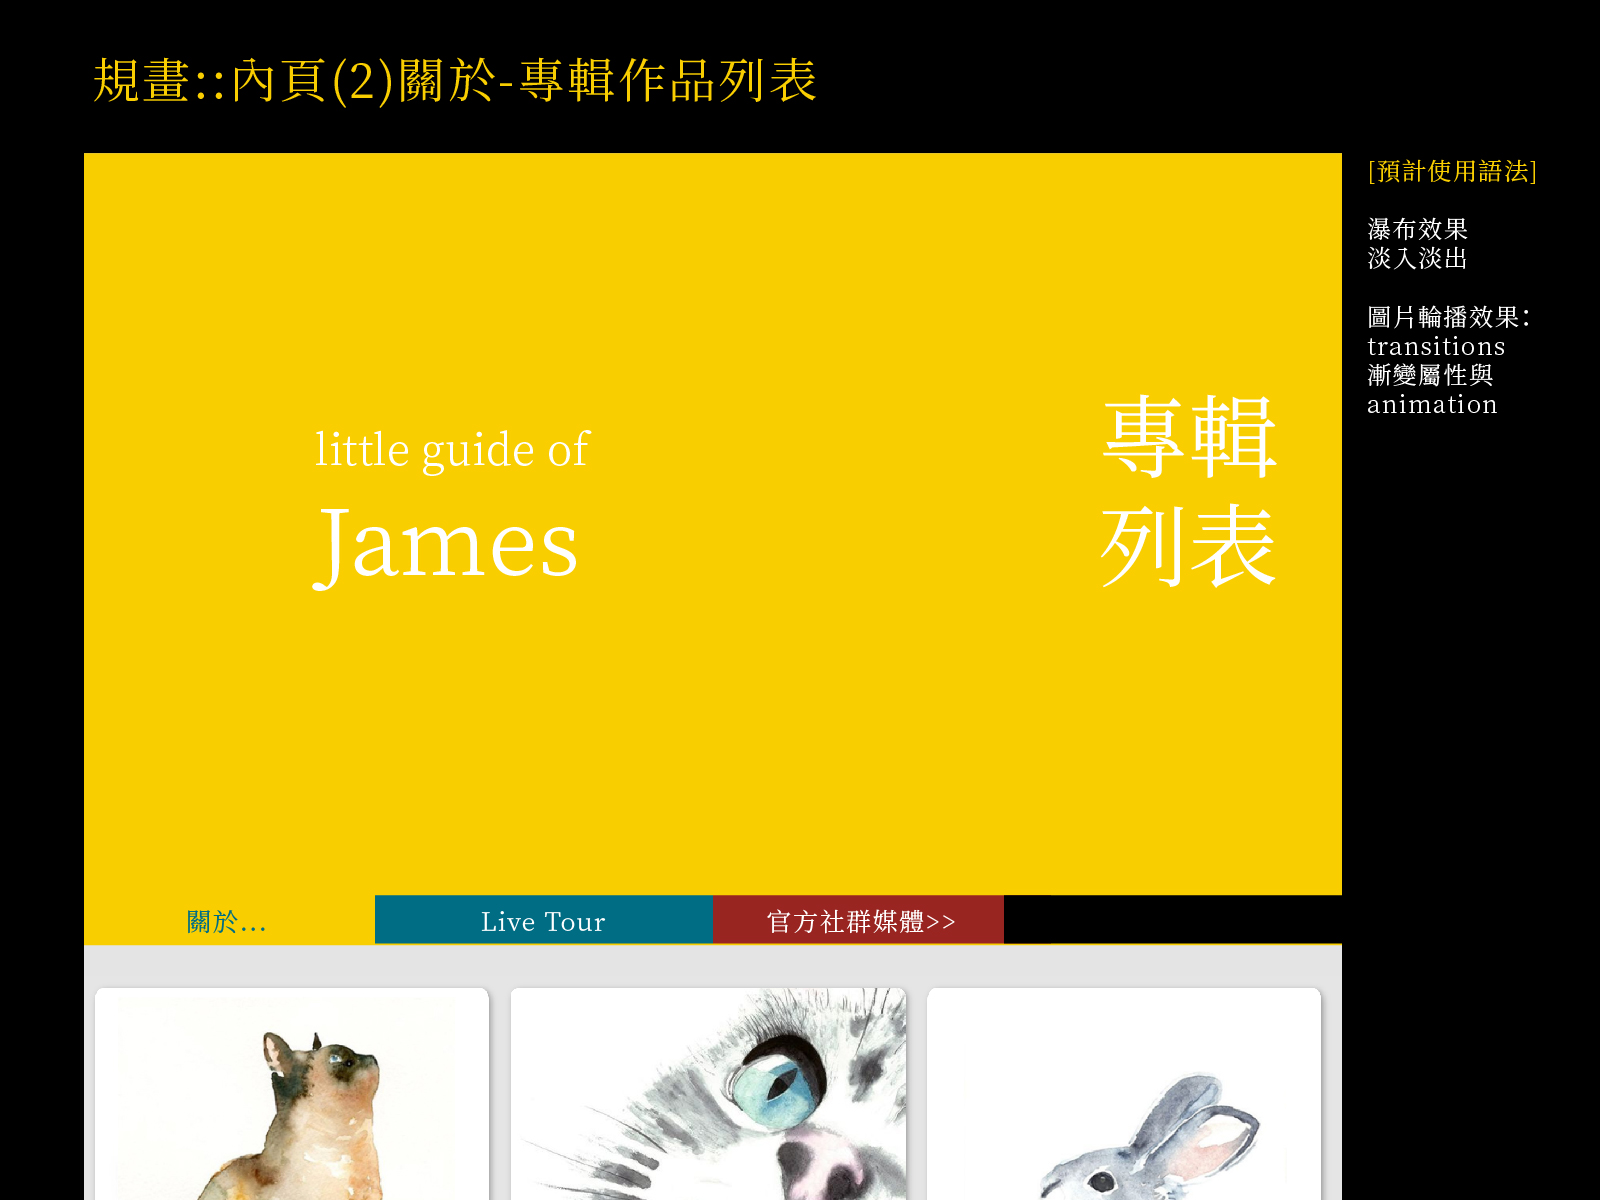 規畫::內頁(2)關於-專輯作品列表
[預計使用語法]
瀑布效果
淡入淡出
圖片輪播效果：
transitions
漸變屬性與
animation
little guide of
James
專輯
列表
關於...
Live Tour
官方社群媒體>>